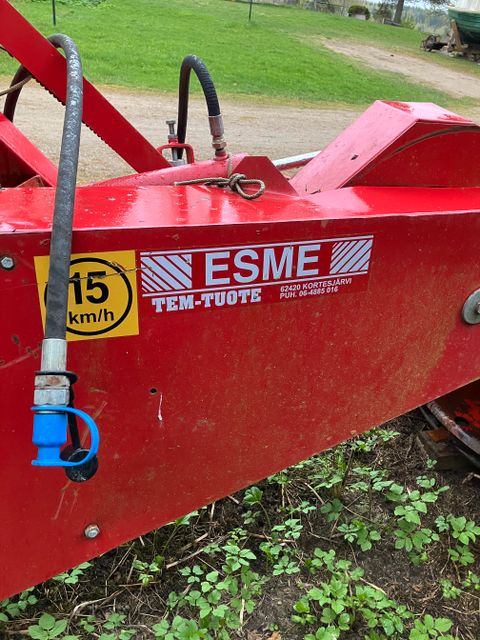 15
km/h
ESME
TEM-TUOTE
62420 KORTESJÄRVI
PUH. 06-4885 016